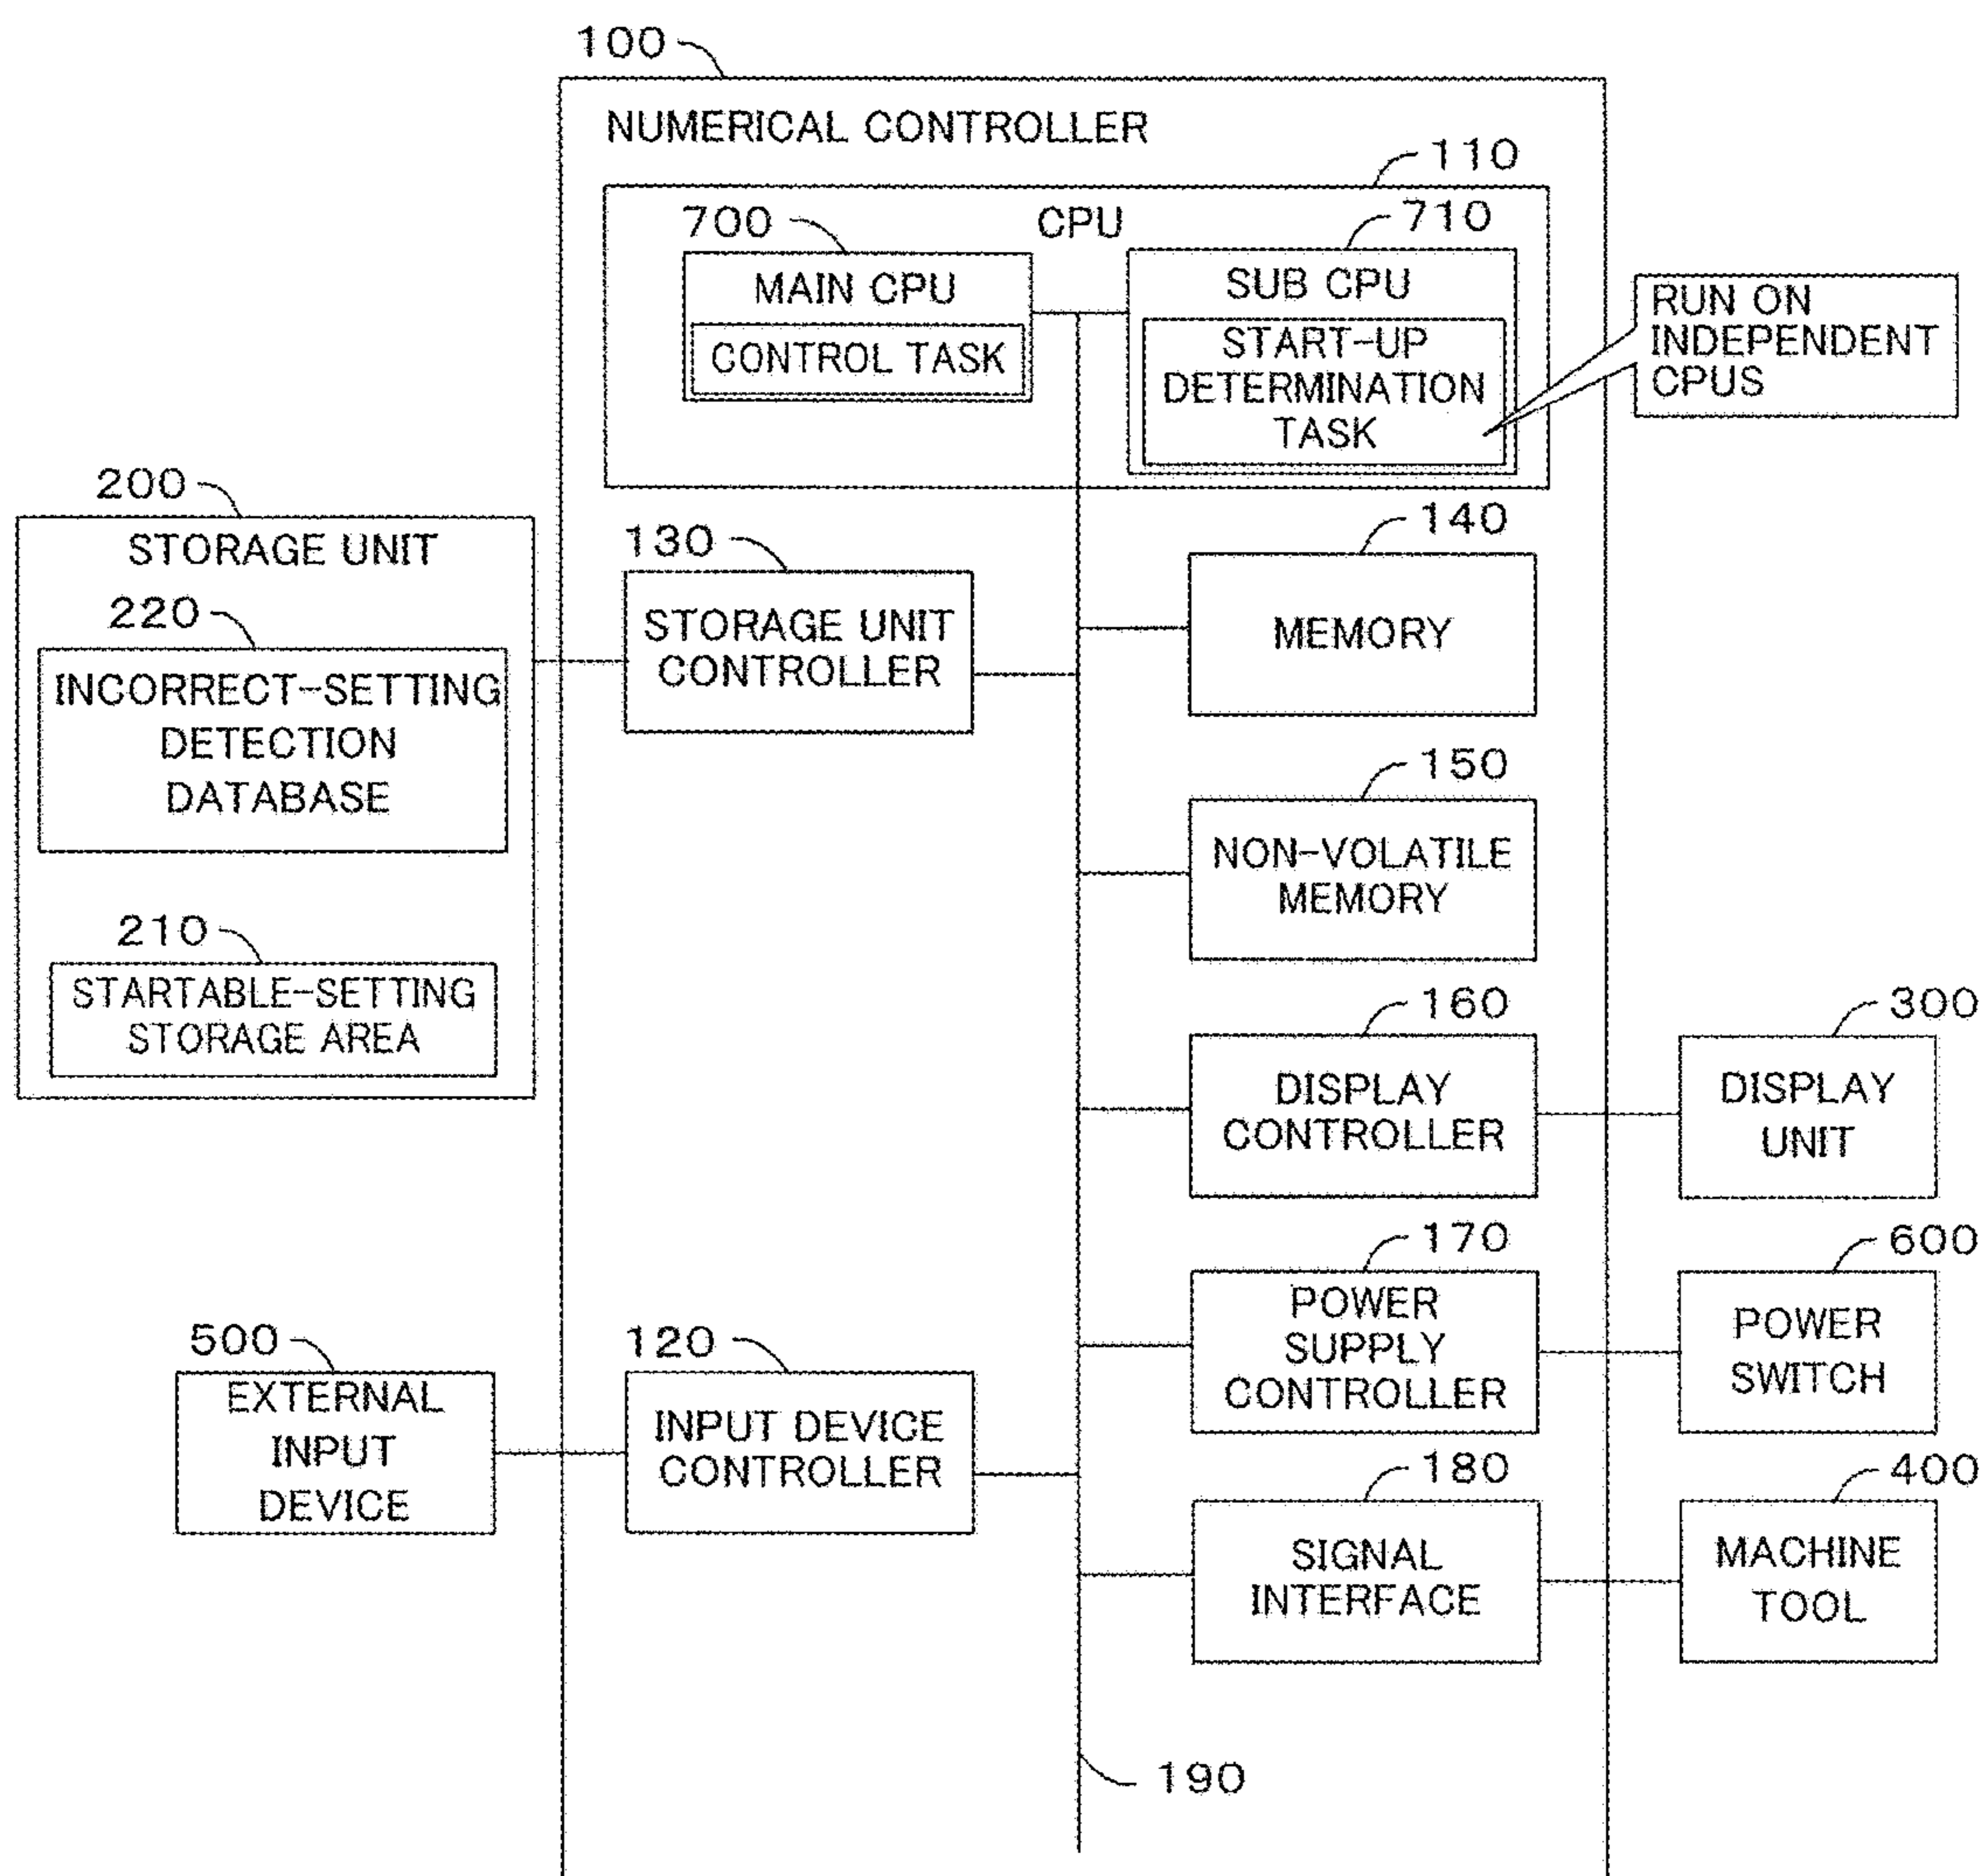 100
NUMERICAL CONTROLLER
110
CPU
700
MAIN CPU
CONTROL TASK
710
SUB CPU
START-UP
DETERMINATION
TASK
RUN ON
INDEPENDENT
CPUS
200
STORAGE UNIT
220
INCORRECT-SETTING
DETECTION
DATABASE
210
STARTABLE-SETTING
STORAGE AREA
130
STORAGE UNIT
CONTROLLER
140
MEMORY
150
NON-VOLATILE
MEMORY
160
DISPLAY
CONTROLLER
300
DISPLAY
UNIT
170
POWER
SUPPLY
CONTROLLER
600
POWER
SWITCH
500
EXTERNAL
INPUT
DEVICE
120
INPUT DEVICE
CONTROLLER
180
SIGNAL
INTERFACE
400
MACHINE
TOOL
190